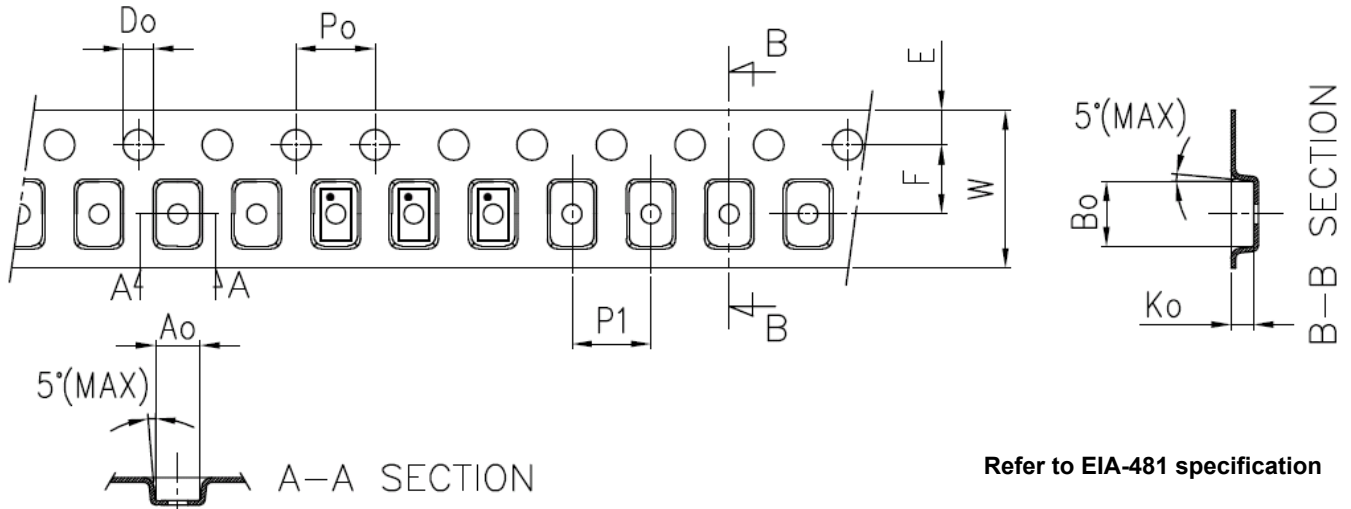 Do
Po
B
E
5°(MAX)
F
W
Bo
B-B SECTION
A
A
P1
B
Ko
Ao
5°(MAX)
A-A SECTION
Refer to EIA-481 specification